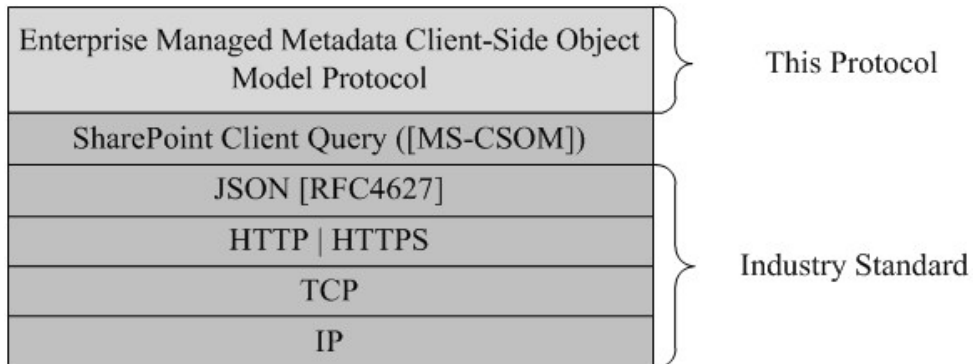 Enterprise Managed Metadata Client-Side Object
Model Protocol
This Protocol
SharePoint Client Query ([MS-CSOM])
JSON [RFC4627]
HTTP | HTTPS
Industry Standard
TCP
IP